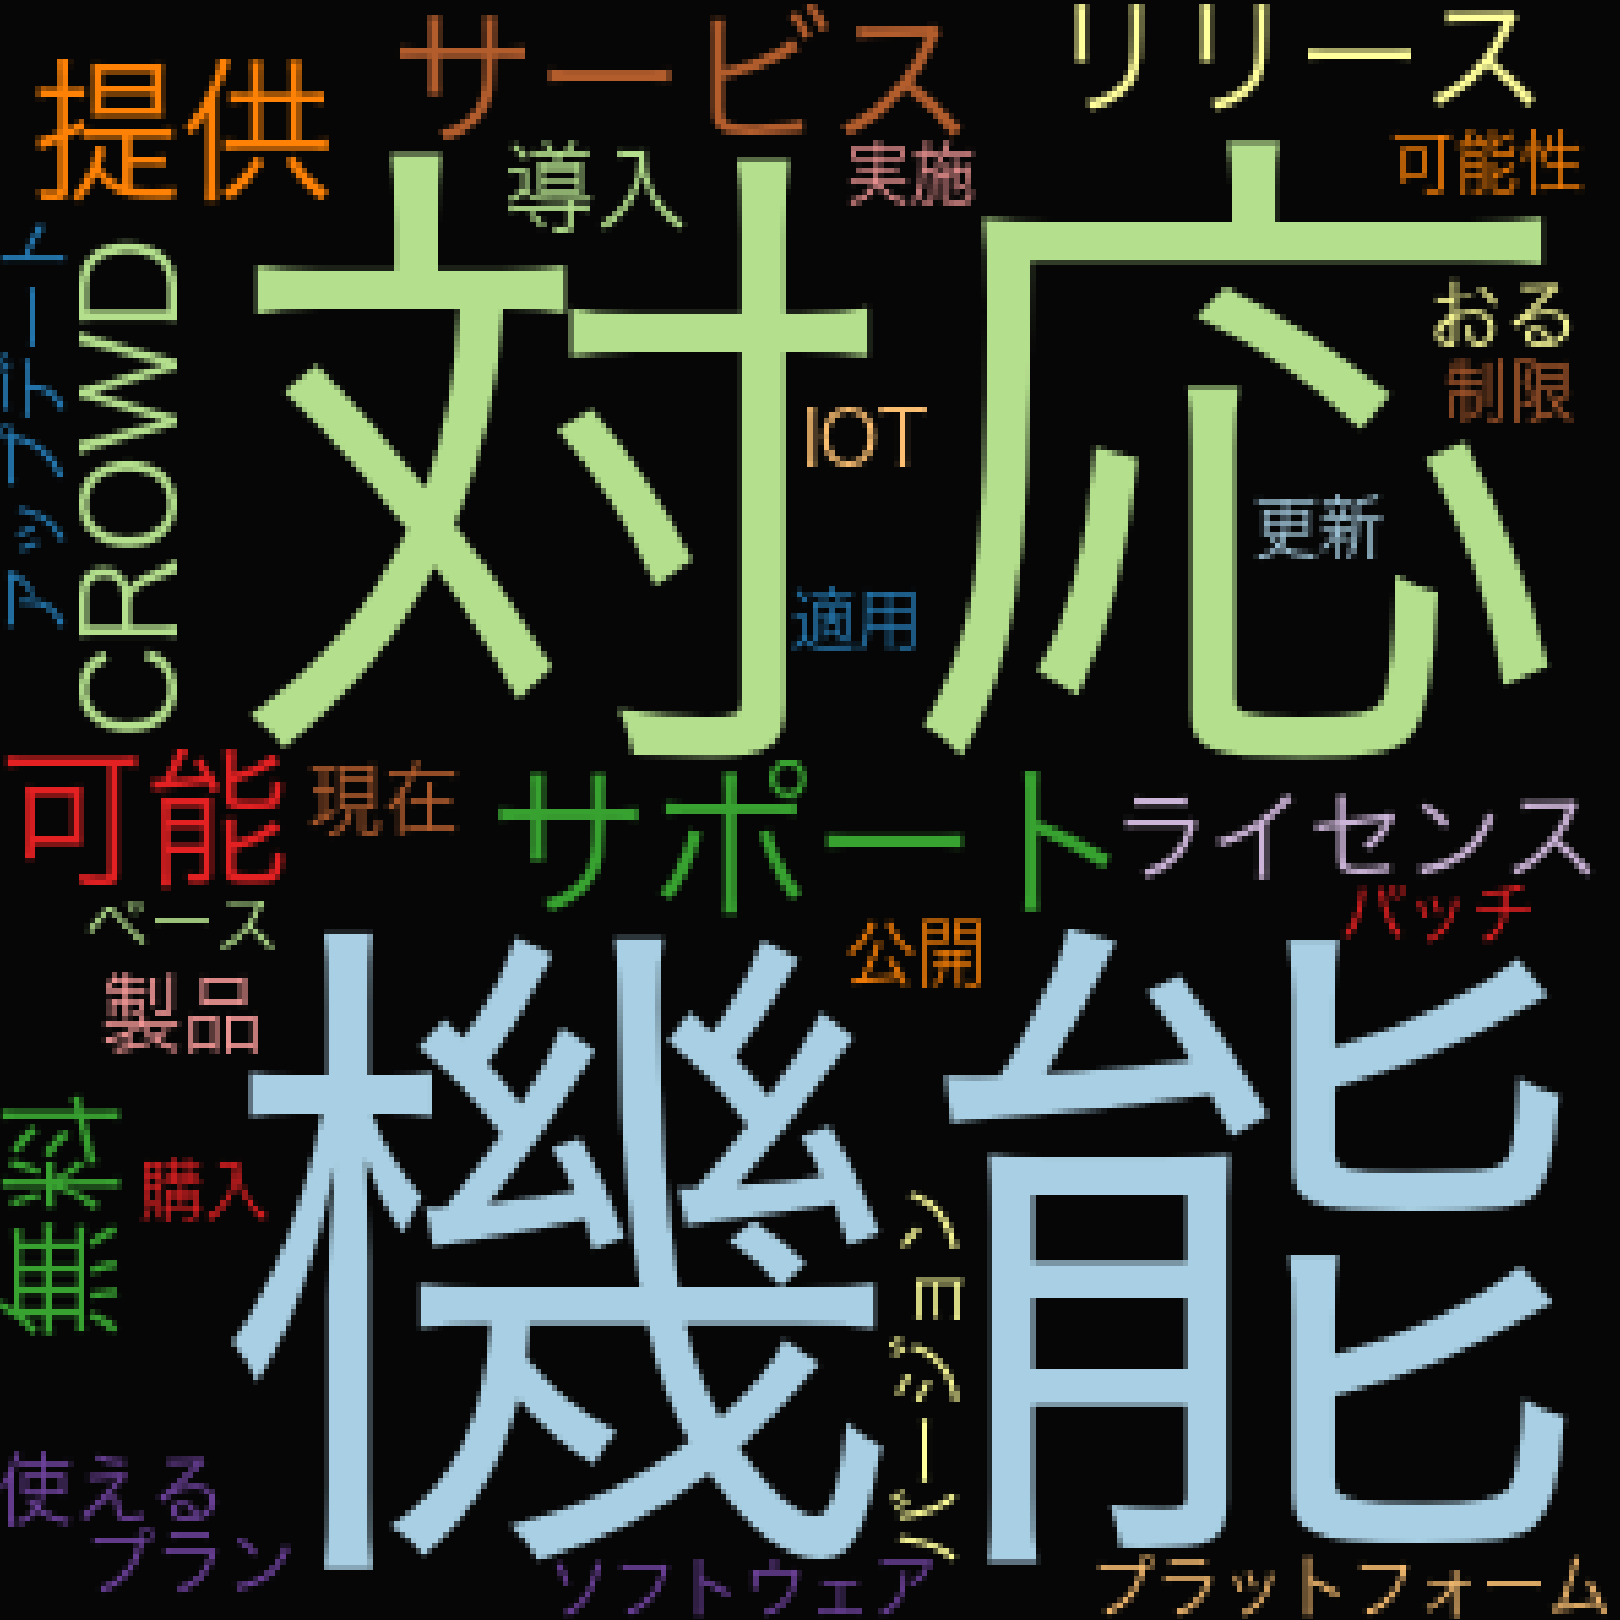 提供
サービス
リリース
導入
実施
可能性
対応
アップデート
CROWD
おる
制限
IOT
更新
適用
可能
現在
サポート
ライセンス
ベース
公開
パッチ
製品
機能
無料
購入
バージョン
使える
プラン
ソフトウェア
プラットフォーム